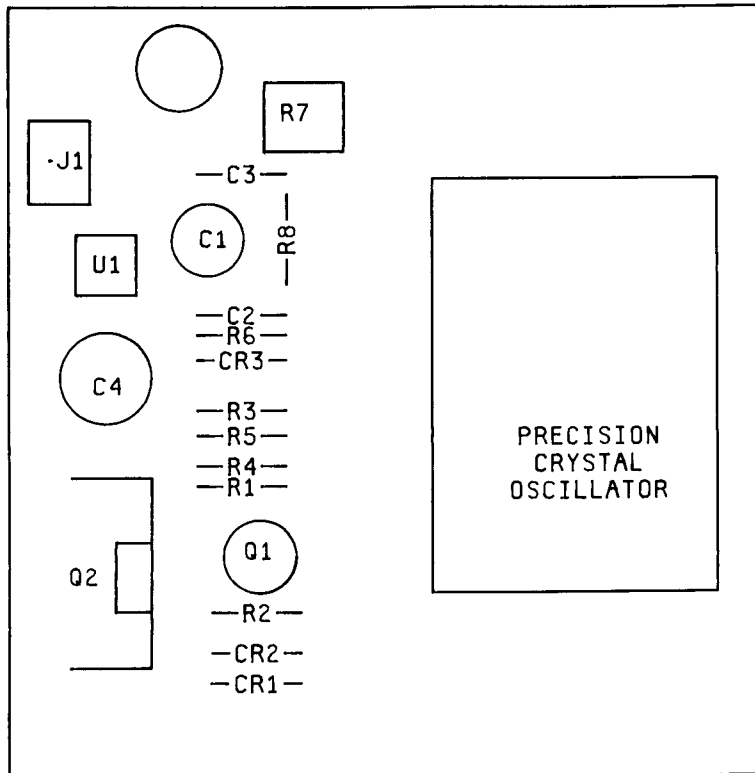 R7
·J1
C3
C1
R8
U1
C2
R6
CR3
C4
R3
R5
R4
R1
PRECISION
CRYSTAL
OSCILLATOR
Q1
Q2
R2
CR2
CR1